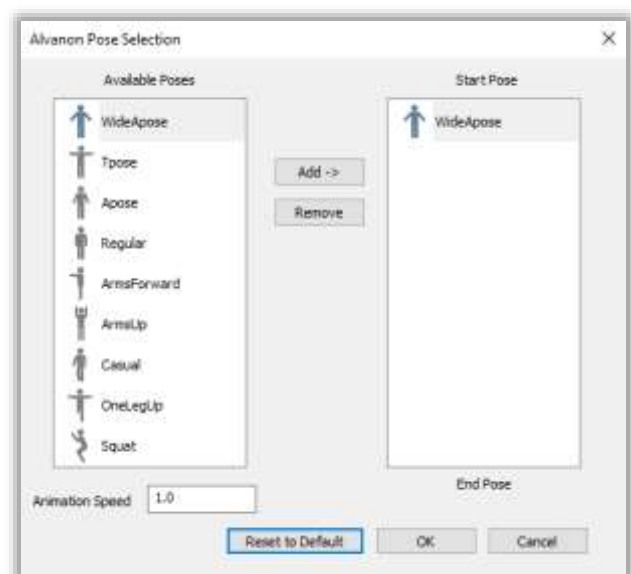 Alvanon Pose Selection
Available Poses
Start Pose
WideApose
Tpose
Apose
Regular
ArmsForward
ArmsUp
Casual
OneLegUp
Squat
WideApose
Add ->
Remove
End Pose
Animation Speed 1.0
Reset to Default OK Cancel